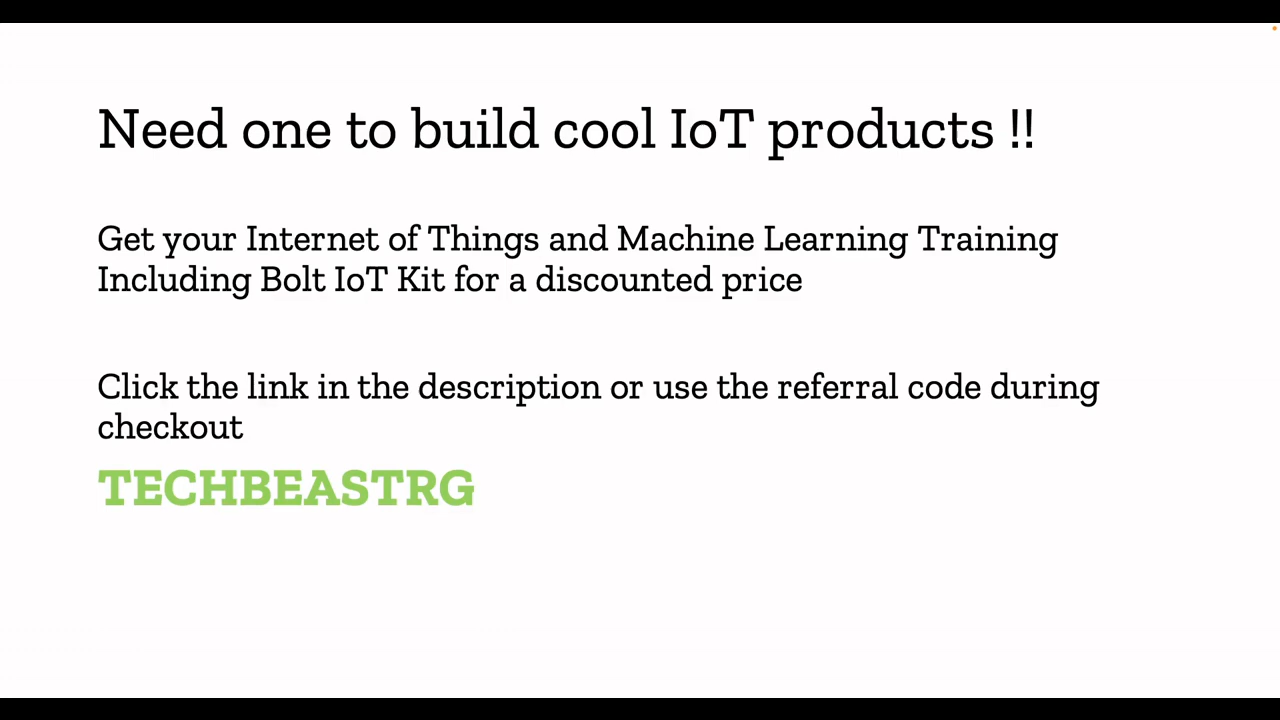 Need one to build cool IoT products !!
Get your Internet of Things and Machine Learning Training
Including Bolt IoT Kit for a discounted price
Click the link in the description or use the referral code during
checkout
TECHBEASTRG